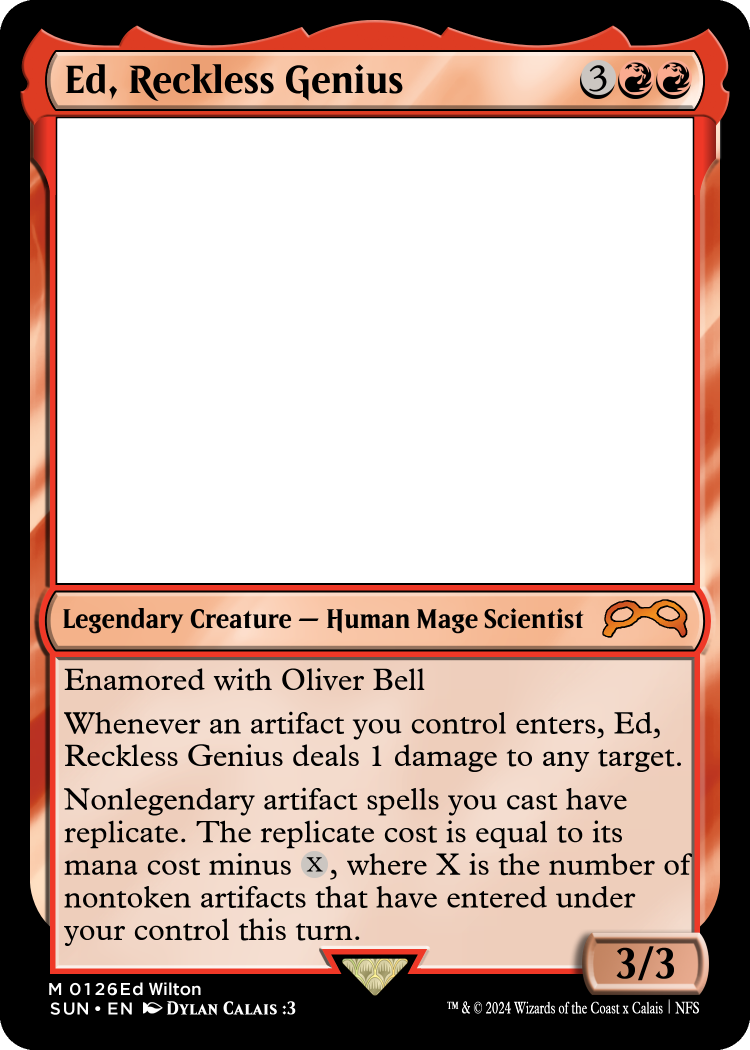 Ed, Reckless Genius 3
Legendary Creature — Human Mage Scientist
Enamored with Oliver Bell
Whenever an artifact you control enters, Ed,
Reckless Genius deals 1 damage to any target.
Nonlegendary artifact spells you cast have
replicate. The replicate cost is equal to its
mana cost minus X, where X is the number of
nontoken artifacts that have entered under
your control this turn.
3/3
M 0126Ed Wilton
SUN • EN Dylan Calais :3
™ & © 2024 Wizards of the Coast x Calais | NFS